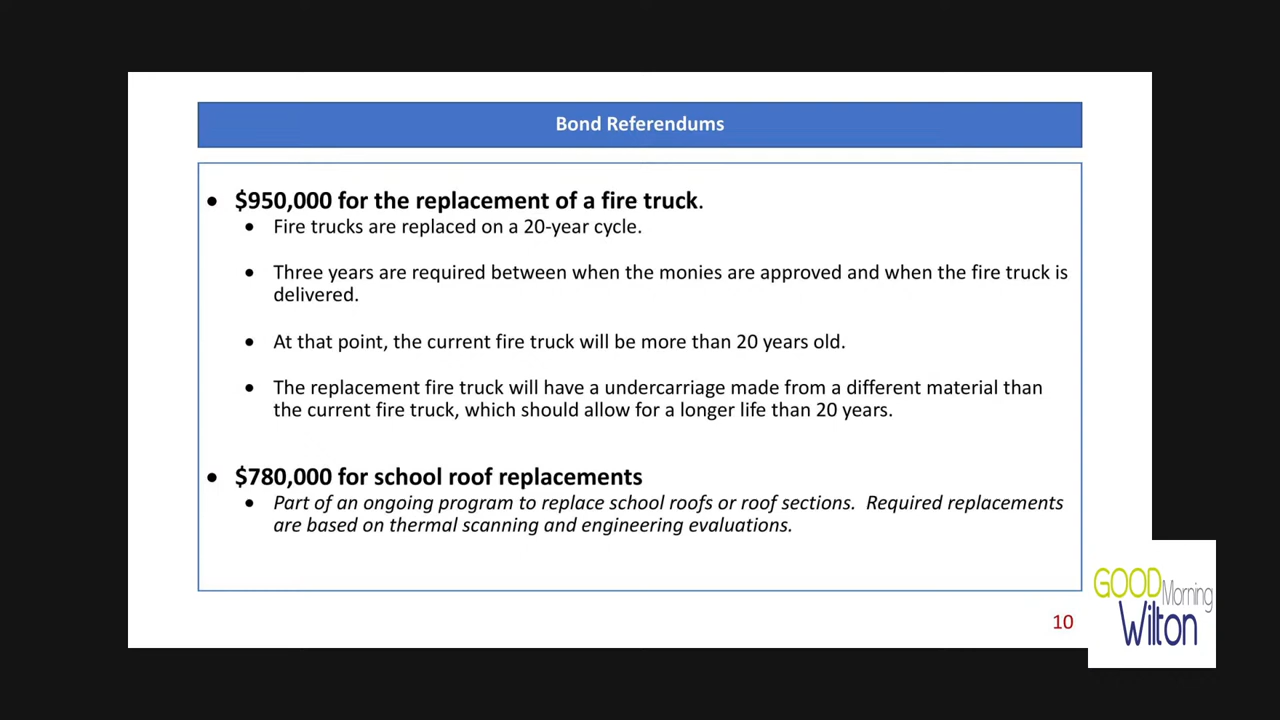 Bond Referendums
• $950,000 for the replacement of a fire truck.
• Fire trucks are replaced on a 20-year cycle.
• Three years are required between when the monies are approved and when the fire truck is
delivered.
• At that point, the current fire truck will be more than 20 years old.
• The replacement fire truck will have a undercarriage made from a different material than
the current fire truck, which should allow for a longer life than 20 years.
• $780,000 for school roof replacements
• Part of an ongoing program to replace school roofs or roof sections.  Required replacements
are based on thermal scanning and engineering evaluations.
10
GOOD Morning
Wilton